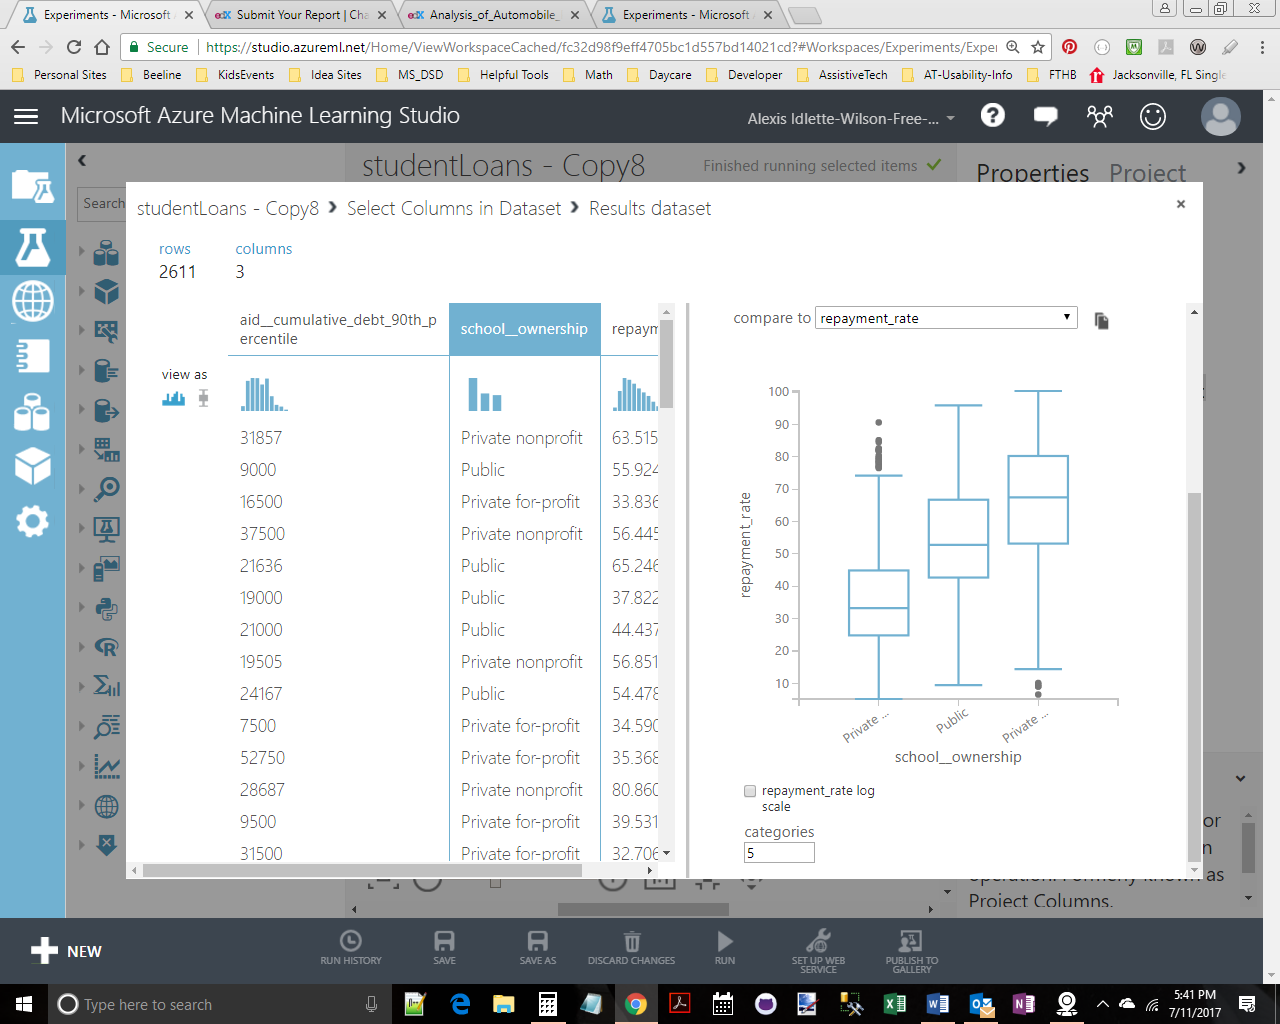 Experiments - Microsoft
Submit Your Report | Cha
Analysis_of_Automobile_
Experiments - Microsoft
Secure
https://studio.azureml.net/Home/ViewWorkspaceCached/fc32d98f9eff4705bc1d557bd14021cd?#Workspaces/Experiments/Exper
Personal Sites Beeline KidsEvents Idea Sites MS_DSD Helpful Tools Math Daycare Developer AssistiveTech AT-Usability-Info FTHB Jacksonville, FL Single
Microsoft Azure Machine Learning Studio
Alexis Idlette-Wilson-Free-...
studentLoans - Copy8
Finished running selected items
Properties Project
Search
studentLoans - Copy8 Select Columns in Dataset Results dataset
rows columns
2611 3
aid__cumulative_debt_90th_p
ercentile
school__ownership
repaym
view as
31857 Private nonprofit 63.515
9000 Public 55.924
16500 Private for-profit 33.836
37500 Private nonprofit 56.445
21636 Public 65.246
19000 Public 37.822
21000 Public 44.437
19505 Private nonprofit 56.851
24167 Public 54.478
7500 Private for-profit 34.590
52750 Private for-profit 35.368
28687 Private nonprofit 80.860
9500 Private for-profit 39.531
31500 Private for-profit 32.706
compare to repayment_rate
100
90
80
70
60
50
40
30
20
10
repayment_rate
Private ... Public Private ...
school__ownership
repayment_rate log
scale
categories
5
or
n
as
Project Columns.
NEW
RUN HISTORY
SAVE
SAVE AS
DISCARD CHANGES
RUN
SET UP WEB
SERVICE
PUBLISH TO
GALLERY
Type here to search
5:41 PM
7/11/2017